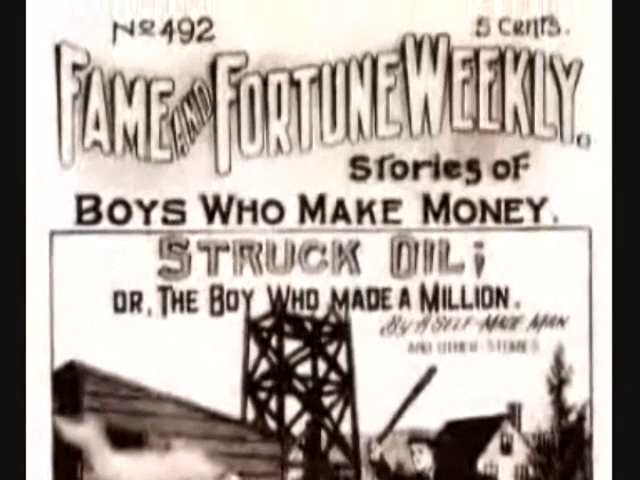 No 492
5 Cents.
FAME AND FORTUNE WEEKLY.
Stories of
BOYS WHO MAKE MONEY.
STRUCK OIL;
OR, THE BOY WHO MADE A MILLION.
By A SELF-MADE MAN
AND OTHER STORIES